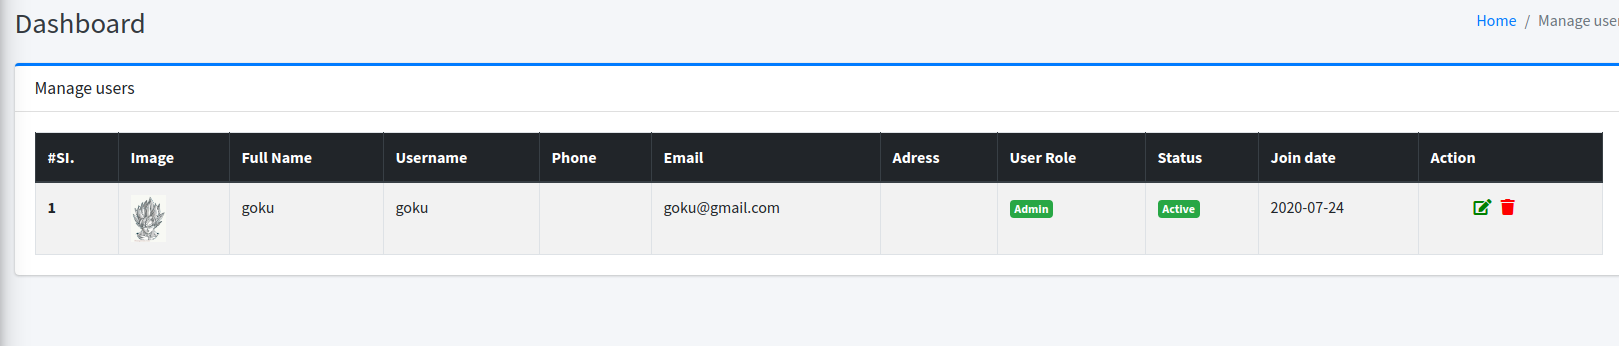 Dashboard
Home / Manage user
Manage users
#SI. Image Full Name Username Phone Email Adress User Role Status Join date Action
1 goku goku goku@gmail.com Admin Active 2020-07-24